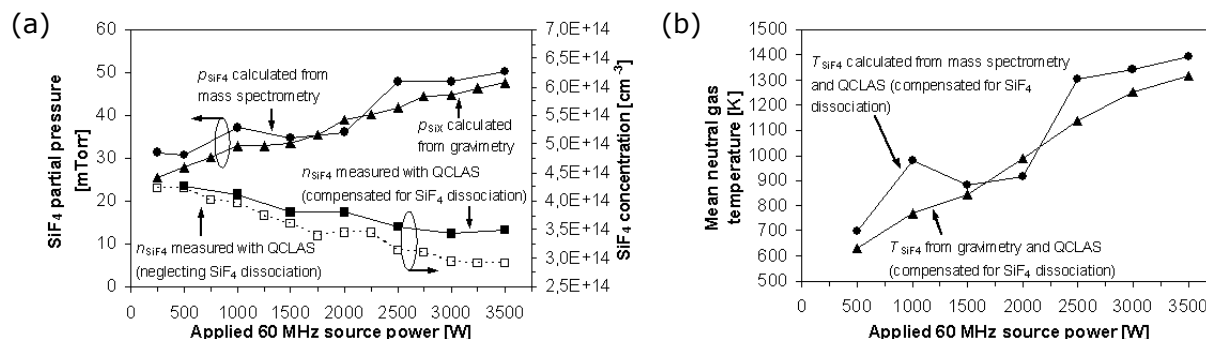 (a)
SiF4 partial pressure
[mTorr]
60
50
40
30
20
10
0
pSiF4 calculated from
mass spectrometry
pSiX calculated
from gravimetry
nSiF4 measured with QCLAS
(compensated for SiF4 dissociation)
nSiF4 measured with QCLAS
(neglecting SiF4 dissociation)
7,0E+14
6,5E+14
6,0E+14
5,5E+14
5,0E+14
4,5E+14
4,0E+14
3,5E+14
3,0E+14
2,5E+14
SiF4 concentration [cm-3]
0 500 1000 1500 2000 2500 3000 3500
Applied 60 MHz source power [W]
(b)
Mean neutral gas
temperature [K]
1500
1400
1300
1200
1100
1000
900
800
700
600
500
TSiF4 calculated from mass spectrometry
and QCLAS (compensated for SiF4
dissociation)
TSiF4 from gravimetry and QCLAS
(compensated for SiF4 dissociation)
0 500 1000 1500 2000 2500 3000 3500
Applied 60 MHz source power [W]